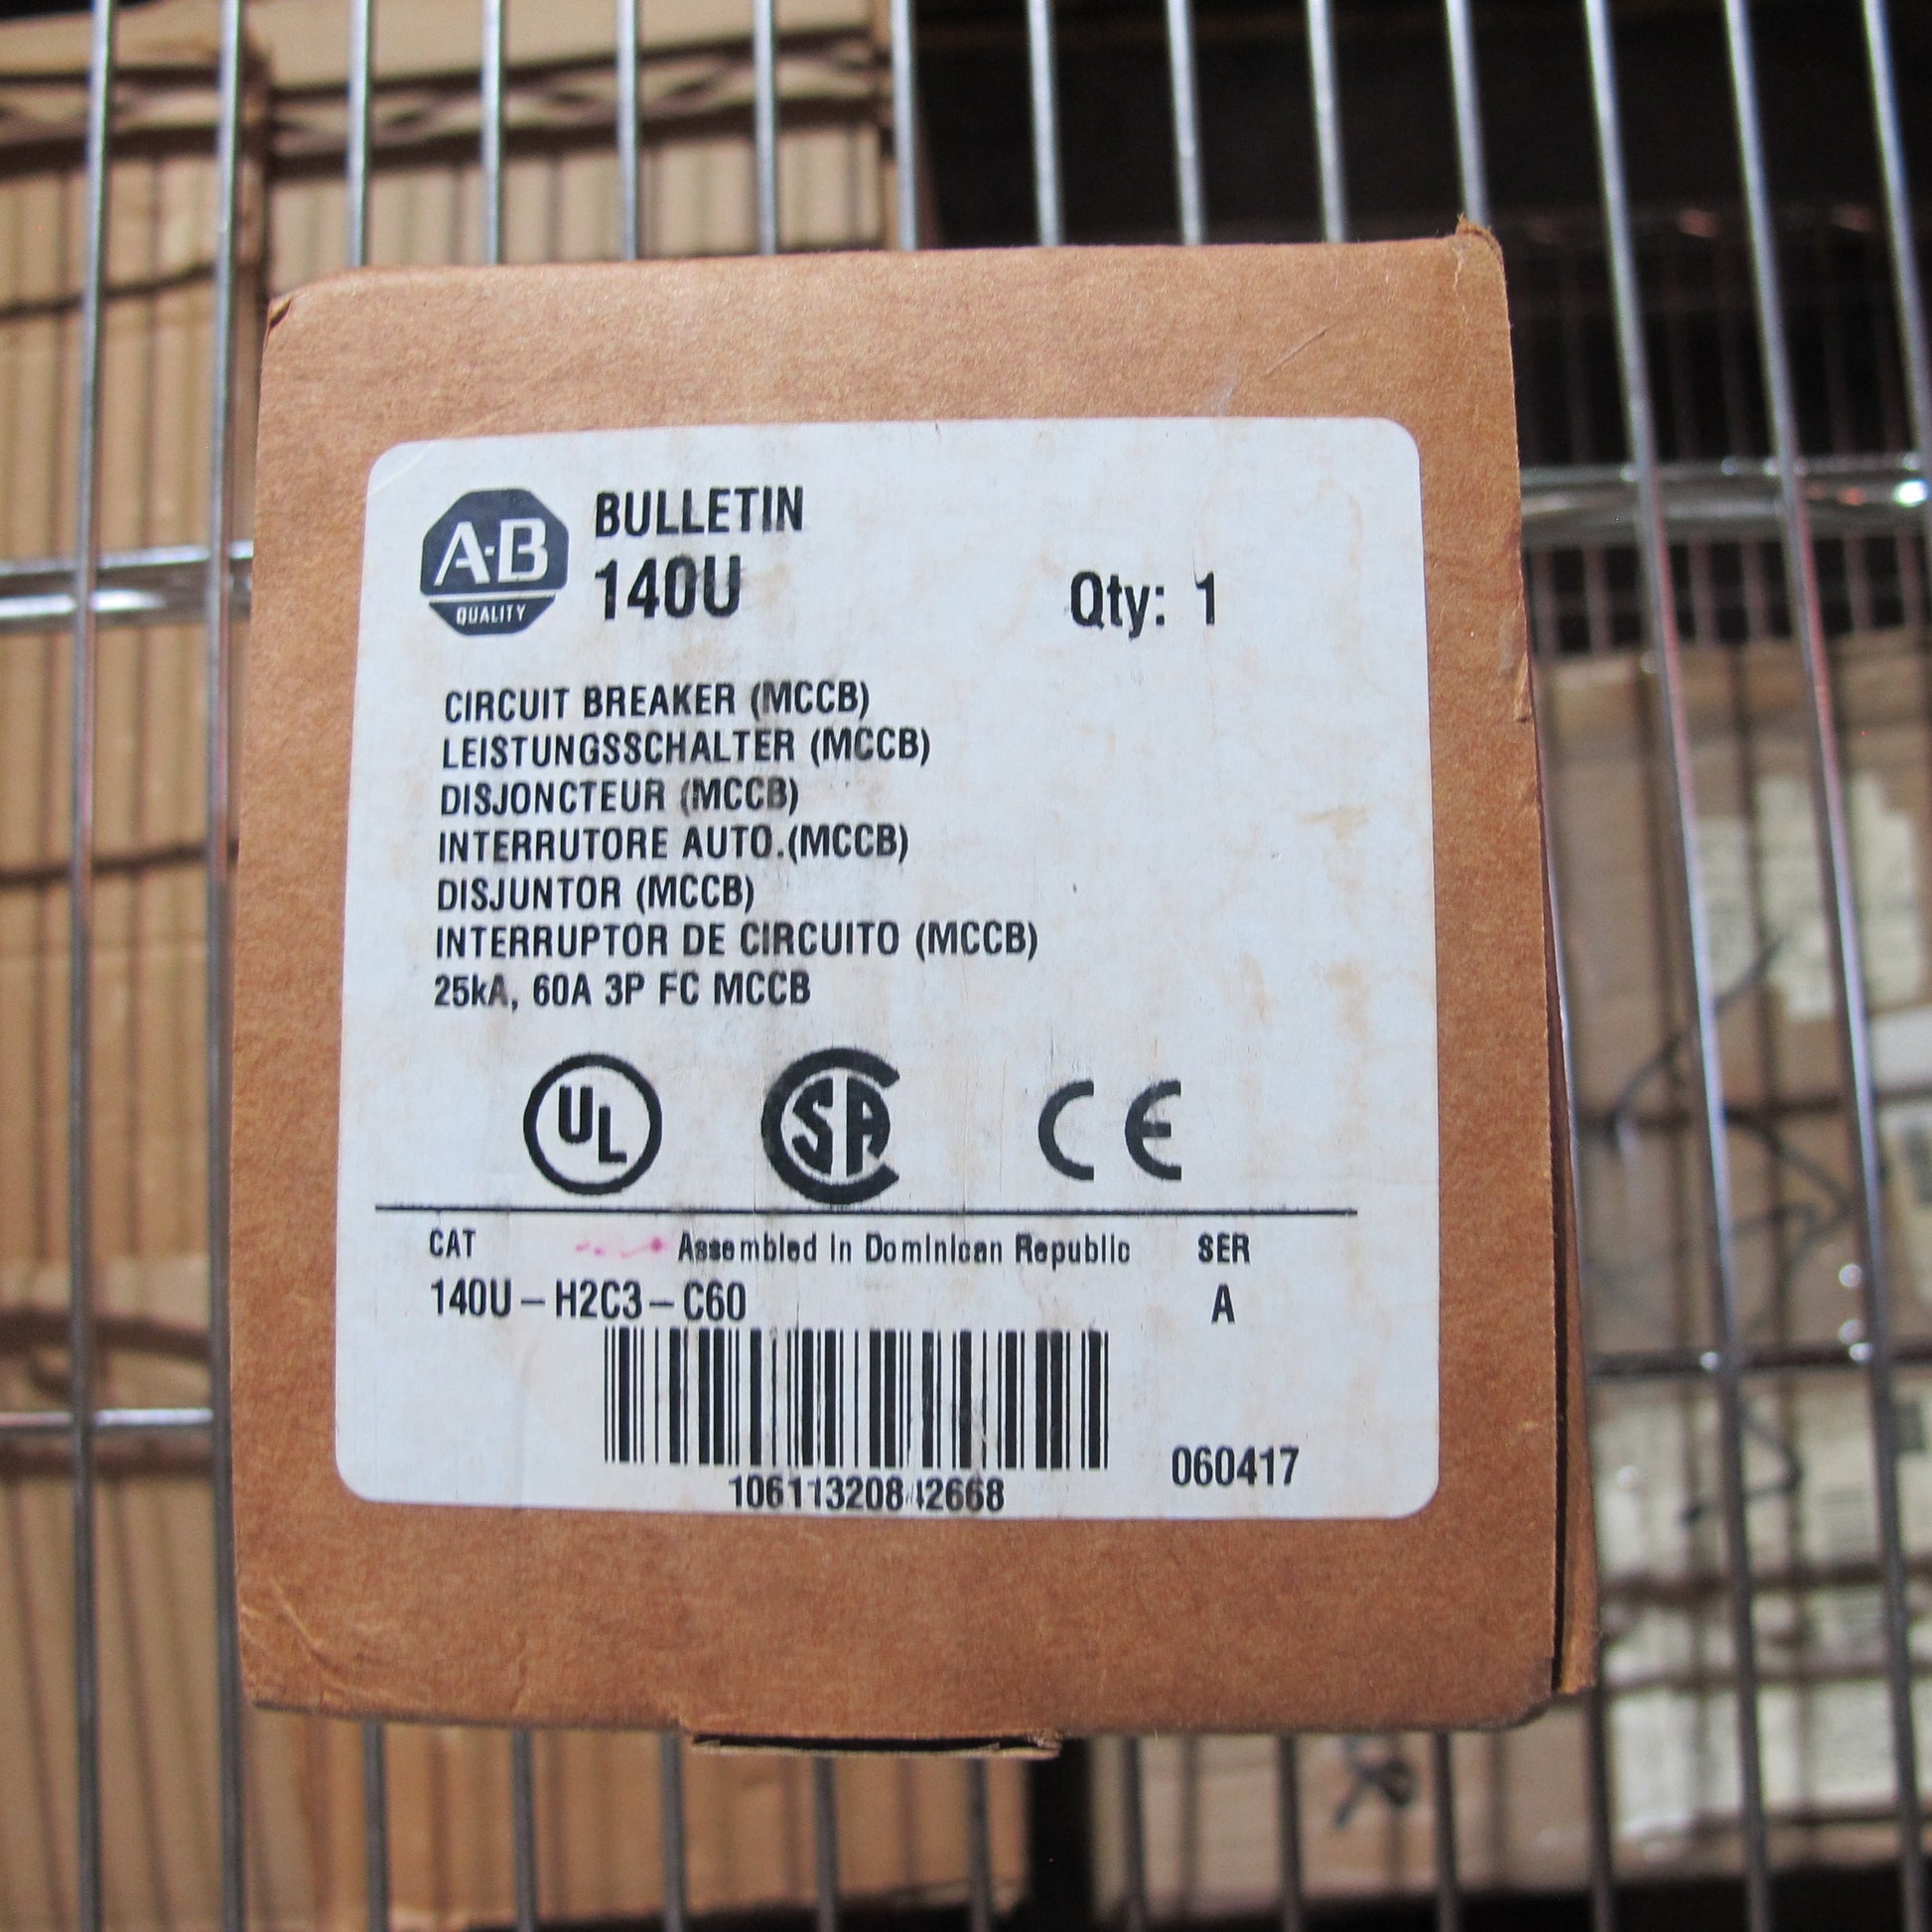 A-B
QUALITY
BULLETIN
140U
Qty: 1
CIRCUIT BREAKER (MCCB)
LEISTUNGSSCHALTER (MCCB)
DISJONCTEUR (MCCB)
INTERRUTORE AUTO.(MCCB)
DISJUNTOR (MCCB)
INTERRUPTOR DE CIRCUITO (MCCB)
25kA, 60A 3P FC MCCB
UL
CSA
CE
CAT
Assembled in Dominican Republic
SER
140U-H2C3-C60
A
060417